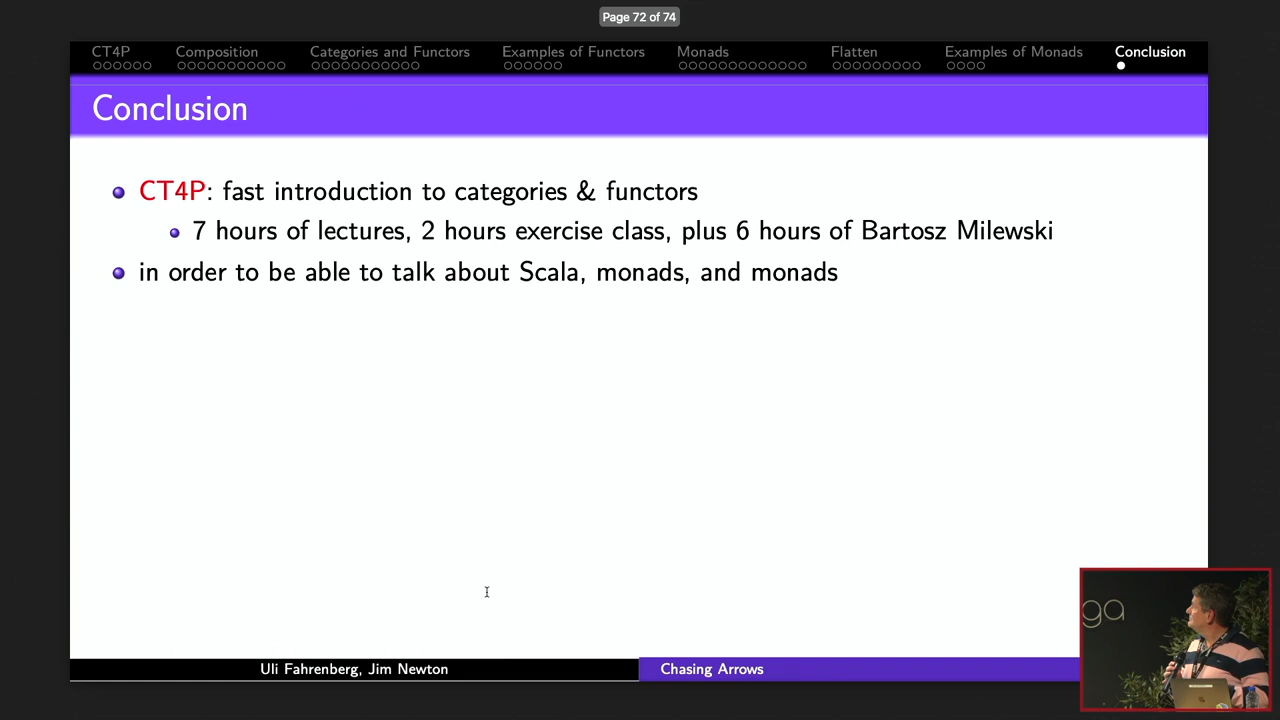 Page 72 of 74
CT4P Composition Categories and Functors Examples of Functors Monads Flatten Examples of Monads Conclusion
Conclusion
CT4P: fast introduction to categories & functors
7 hours of lectures, 2 hours exercise class, plus 6 hours of Bartosz Milewski
in order to be able to talk about Scala, monads, and monads
ga
Uli Fahrenberg, Jim Newton Chasing Arrows